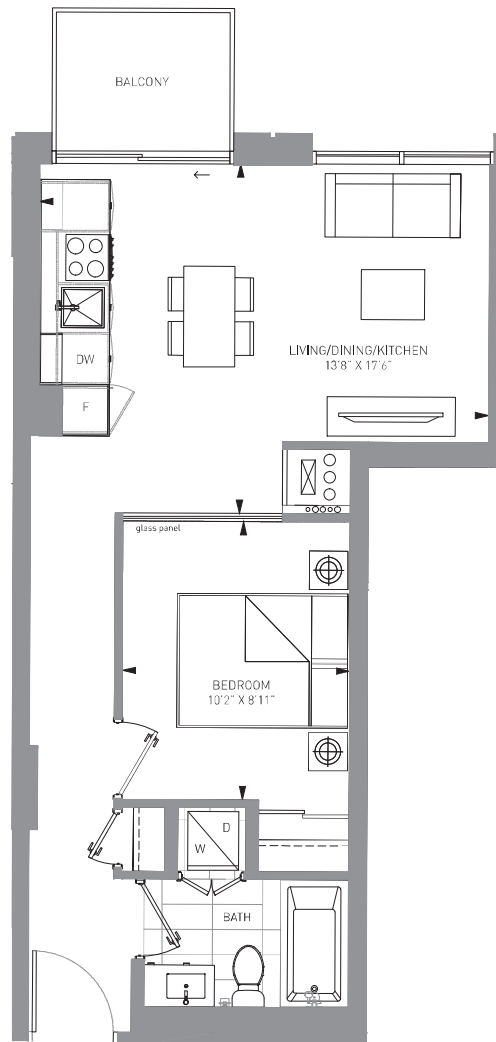 BALCONY
DW
F
LIVING/DINING/KITCHEN
13'8" X 17'6"
glass panel
BEDROOM
10'2" X 8'11"
D
W
BATH